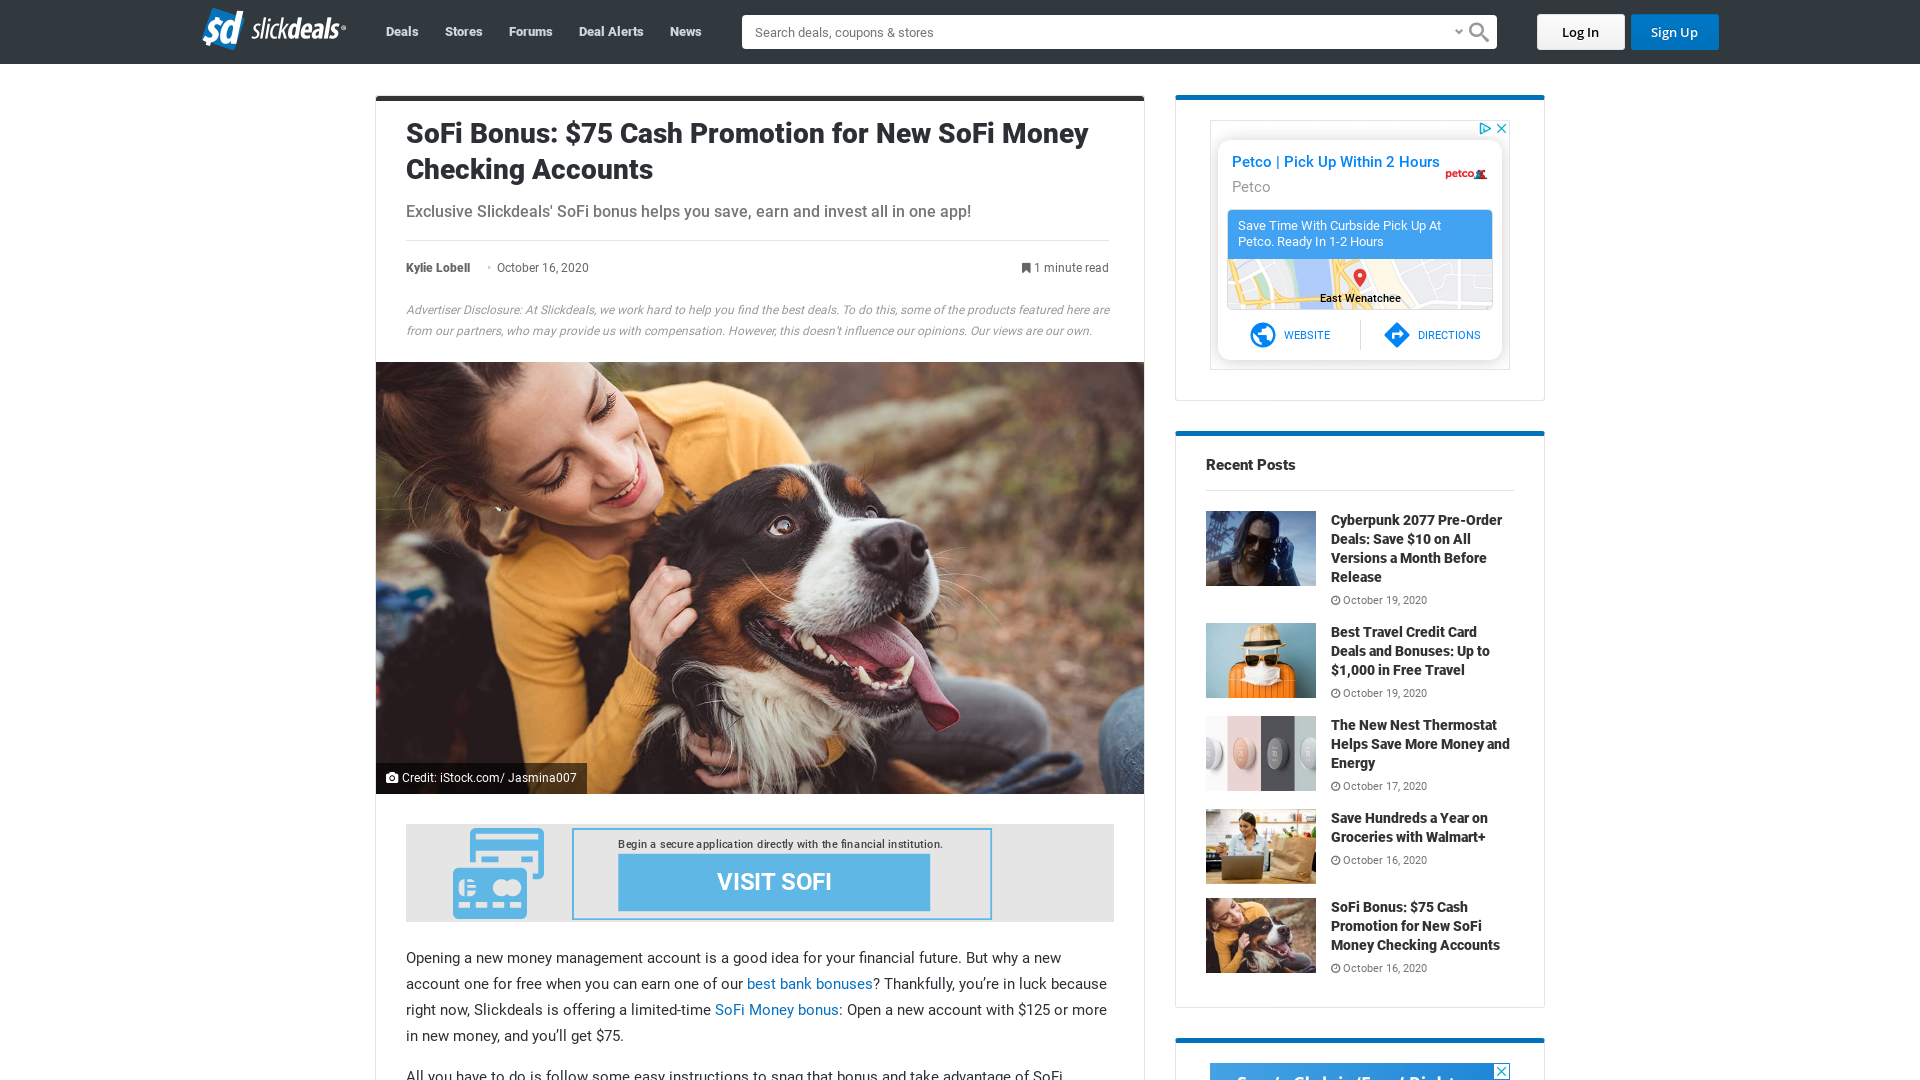 slickdeals
Deals
Stores
Forums
Deal Alerts
News
Search deals, coupons & stores
Log In
Sign Up
SoFi Bonus: $75 Cash Promotion for New SoFi Money
Checking Accounts
Exclusive Slickdeals' SoFi bonus helps you save, earn and invest all in one app!
Kylie Lobell • October 16, 2020
1 minute read
Advertiser Disclosure: At Slickdeals, we work hard to help you find the best deals. To do this, some of the products featured here are
from our partners, who may provide us with compensation. However, this doesn’t influence our opinions. Our views are our own.
Credit: iStock.com/ Jasmina007
Begin a secure application directly with the financial institution.
VISIT SOFI
Opening a new money management account is a good idea for your financial future. But why a new
account one for free when you can earn one of our best bank bonuses? Thankfully, you’re in luck because
right now, Slickdeals is offering a limited-time SoFi Money bonus: Open a new account with $125 or more
in new money, and you’ll get $75.
All you have to do is follow some easy instructions to snag that bonus and take advantage of SoFi
Petco | Pick Up Within 2 Hours
Petco
petco
Save Time With Curbside Pick Up At
Petco. Ready In 1-2 Hours
East Wenatchee
WEBSITE
DIRECTIONS
Recent Posts
Cyberpunk 2077 Pre-Order
Deals: Save $10 on All
Versions a Month Before
Release
October 19, 2020
Best Travel Credit Card
Deals and Bonuses: Up to
$1,000 in Free Travel
October 19, 2020
The New Nest Thermostat
Helps Save More Money and
Energy
October 17, 2020
Save Hundreds a Year on
Groceries with Walmart+
October 16, 2020
SoFi Bonus: $75 Cash
Promotion for New SoFi
Money Checking Accounts
October 16, 2020